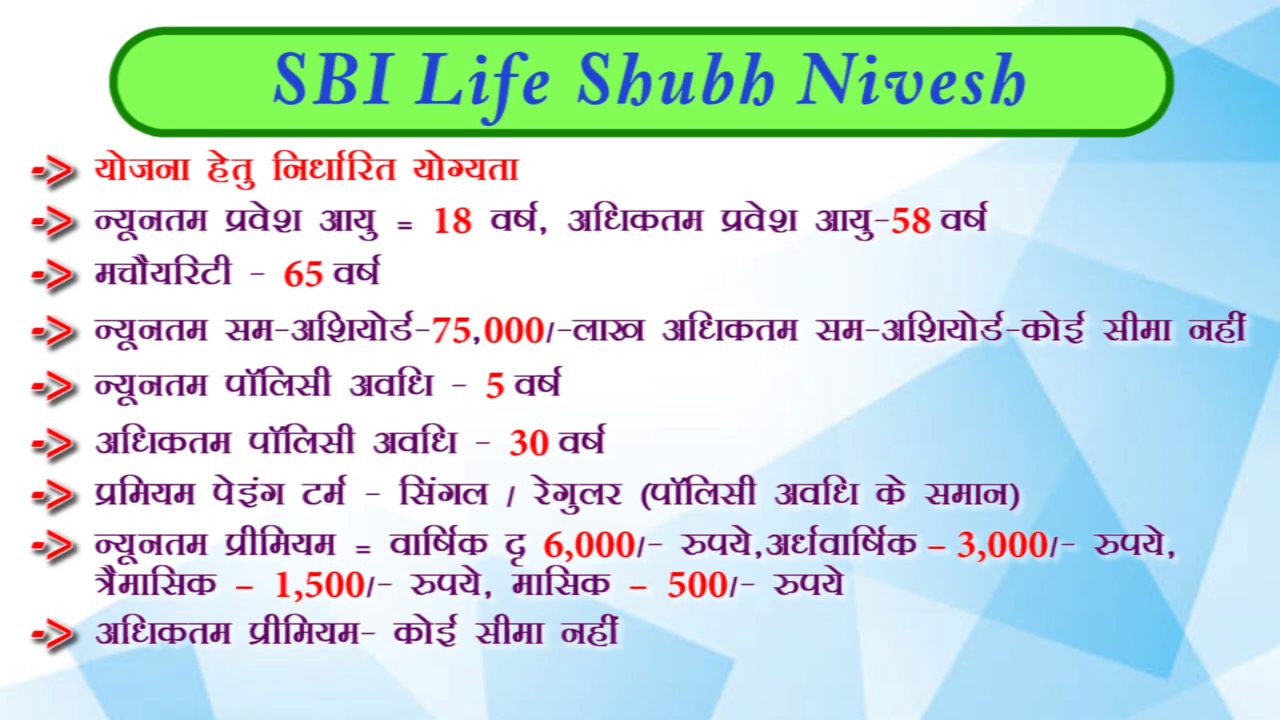 SBI Life Shubh Nivesh
-> योजना हेतु निर्धारित योग्यता
-> न्यूनतम प्रवेश आयु = 18 वर्ष, अधिकतम प्रवेश आयु-58 वर्ष
-> मचौयरिटी - 65 वर्ष
-> न्यूनतम सम-अशियोर्ड-75,000/-लाख अधिकतम सम-अशियोर्ड-कोई सीमा नहीं
-> न्यूनतम पॉलिसी अवधि - 5 वर्ष
-> अधिकतम पॉलिसी अवधि - 30 वर्ष
-> प्रमियम पेइंग टर्म - सिंगल / रेगुलर (पॉलिसी अवधि के समान)
-> न्यूनतम प्रीमियम = वार्षिक दृ 6,000/- रुपये,अर्धवार्षिक – 3,000/- रुपये,
त्रैमासिक – 1,500/- रुपये, मासिक – 500/- रुपये
-> अधिकतम प्रीमियम- कोई सीमा नहीं